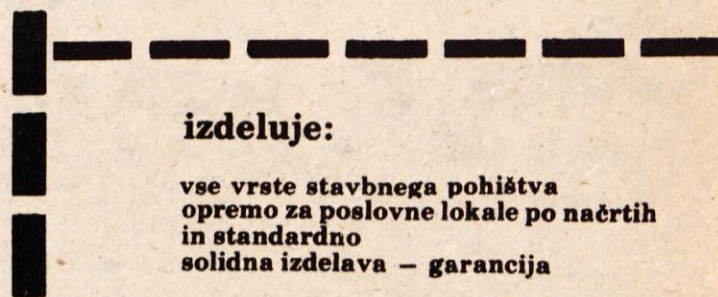 izdeluje:
vse vrste stavbnega pohištva
opremo za poslovne lokale po načrtih
in standardno
solidna izdelava – garancija